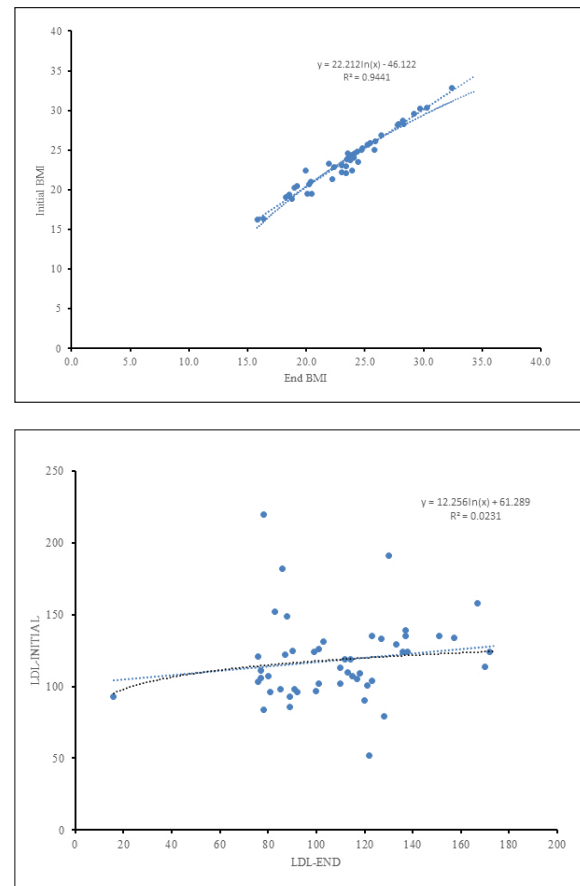 40
y = 22.212ln(x) - 46.122
R² = 0.9441
35
30
25
20
15
10
5
0
Initial BMI
0.0 5.0 10.0 15.0 20.0 25.0 30.0 35.0 40.0
End BMI
250
y = 12.256ln(x) + 61.289
R² = 0.0231
200
150
100
50
0
LDL-INITIAL
0 20 40 60 80 100 120 140 160 180 200
LDL-END